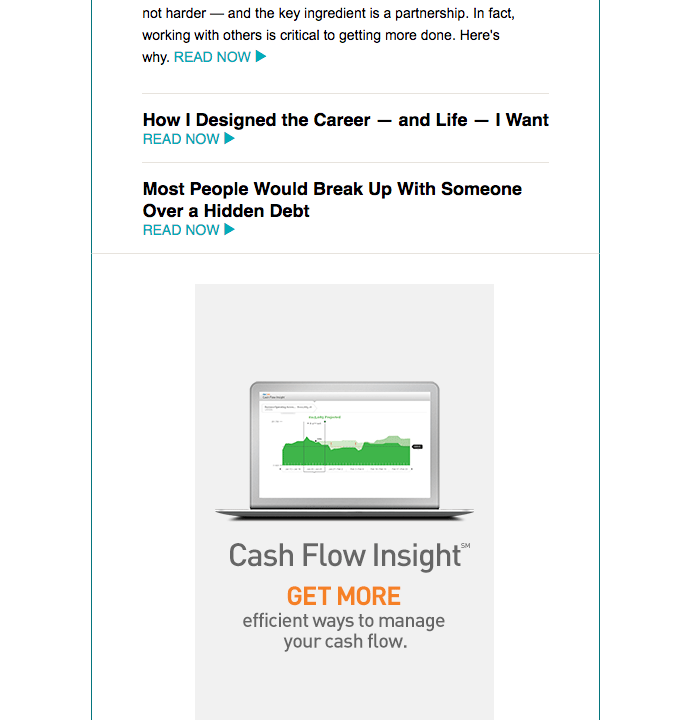 not harder — and the key ingredient is a partnership. In fact,
working with others is critical to getting more done. Here's
why. READ NOW ▶
How I Designed the Career — and Life — I Want
READ NOW ▶
Most People Would Break Up With Someone
Over a Hidden Debt
READ NOW ▶
Cash Flow Insight℠
GET MORE
efficient ways to manage
your cash flow.